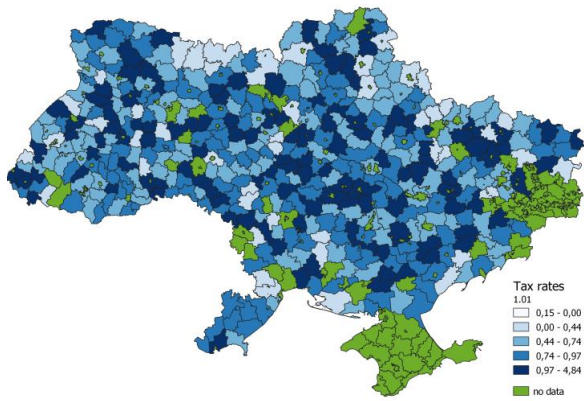 Tax rates
1.01
0,15 - 0,00
0,00 - 0,44
0,44 - 0,74
0,74 - 0,97
0,97 - 4,84
no data